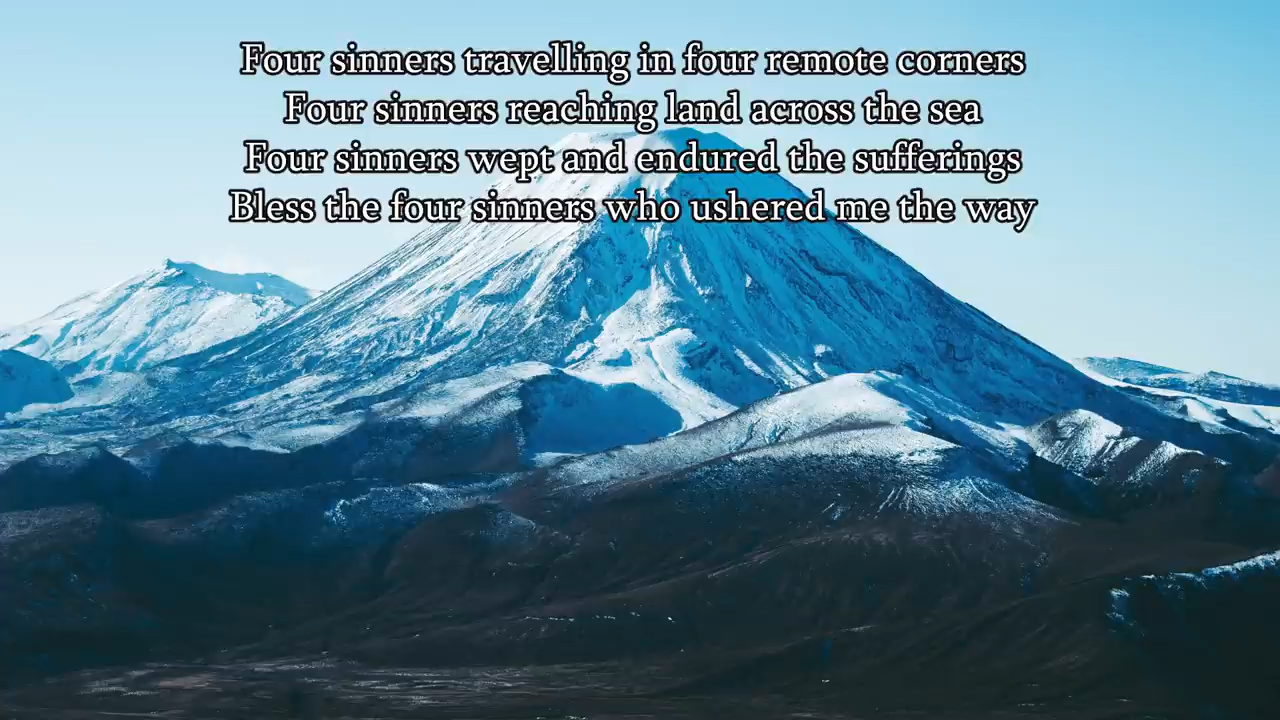 Four sinners travelling in four remote corners
Four sinners reaching land across the sea
Four sinners wept and endured the sufferings
Bless the four sinners who ushered me the way